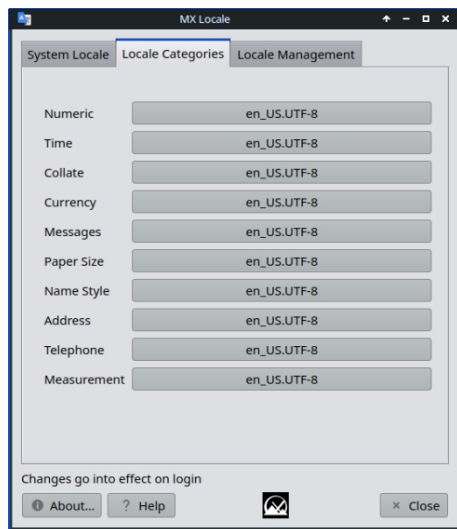 MX Locale
System Locale Locale Categories Locale Management
Numeric en_US.UTF-8
Time en_US.UTF-8
Collate en_US.UTF-8
Currency en_US.UTF-8
Messages en_US.UTF-8
Paper Size en_US.UTF-8
Name Style en_US.UTF-8
Address en_US.UTF-8
Telephone en_US.UTF-8
Measurement en_US.UTF-8
Changes go into effect on login
About... ? Help × Close